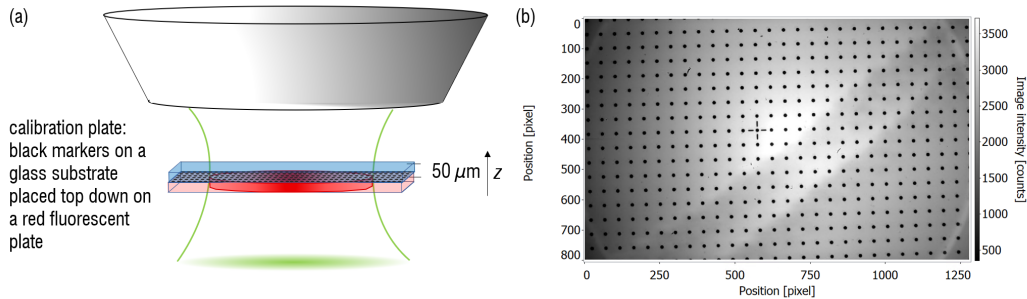 (a)
calibration plate:
black markers on a
glass substrate
placed top down on
a red fluorescent
plate
50 μm
z
(b)
Position [pixel]
0
100
200
300
400
500
600
700
800
0
250
500
750
1000
1250
Position [pixel]
3500
3000
2500
2000
1500
1000
500
Image intensity [counts]